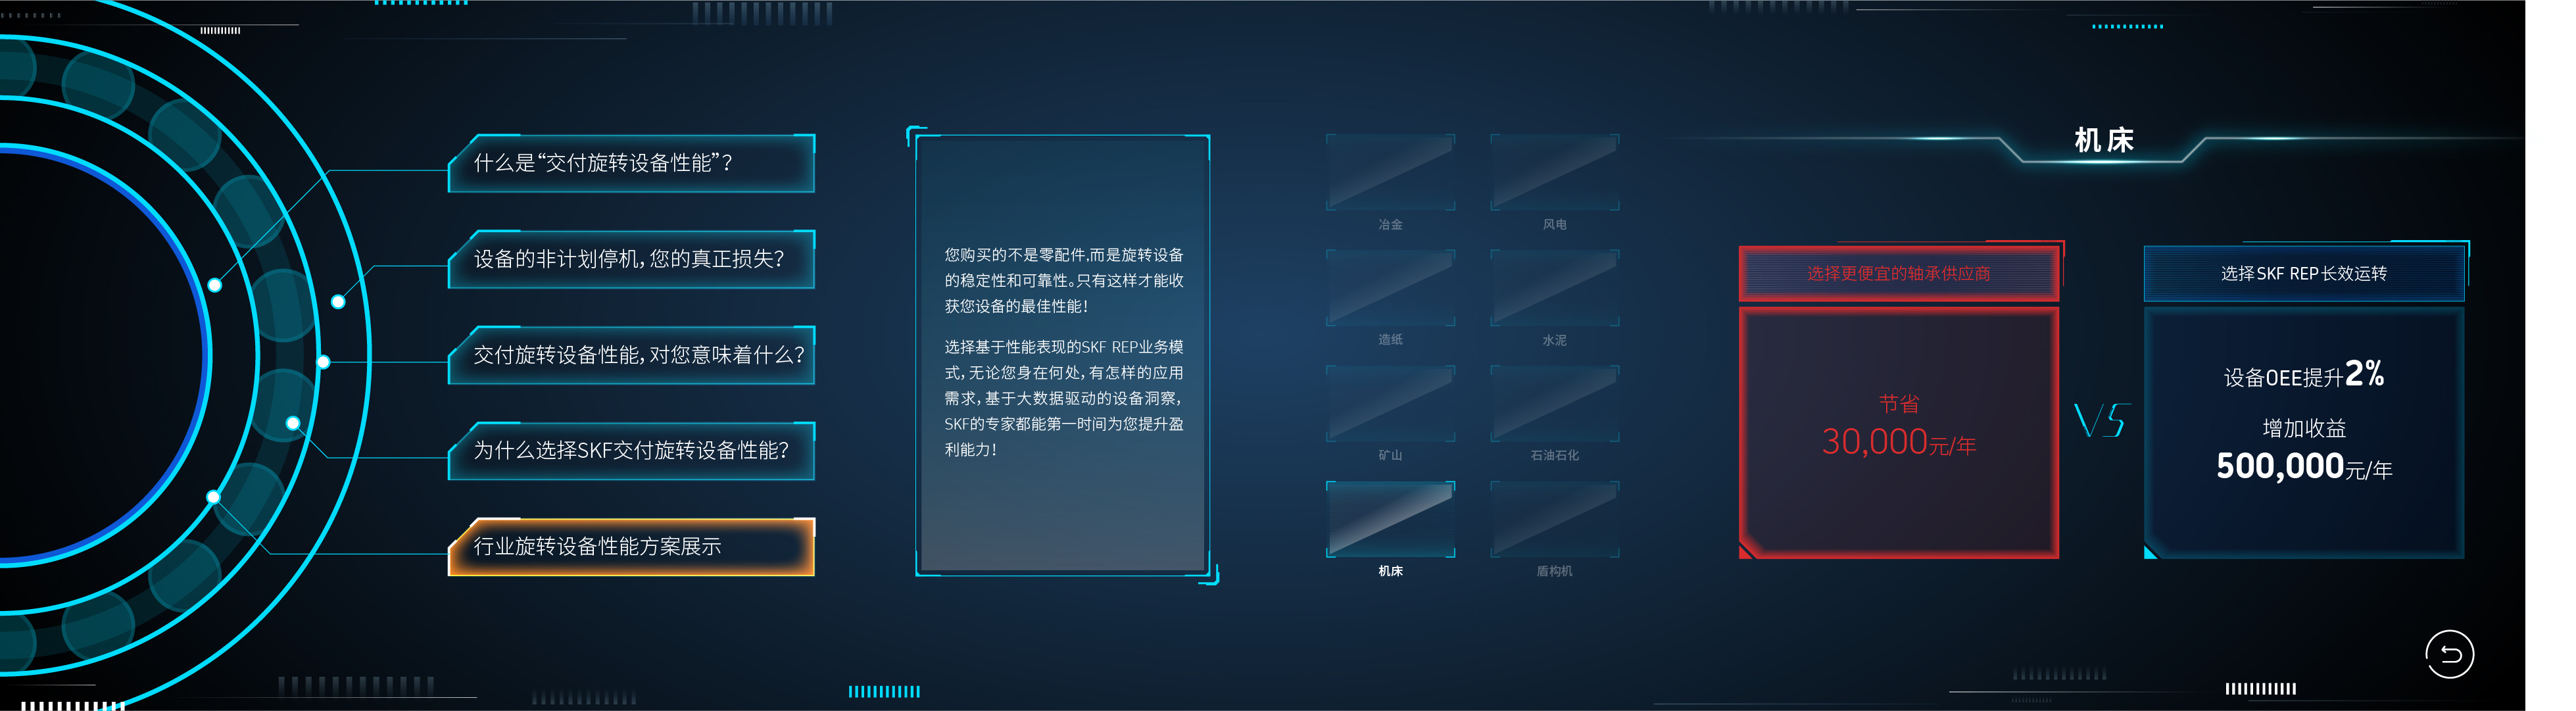 什么是“交付旋转设备性能”？
设备的非计划停机，您的真正损失？
交付旋转设备性能，对您意味着什么？
为什么选择SKF交付旋转设备性能？
行业旋转设备性能方案展示
您购买的不是零配件，而是旋转设备
的稳定性和可靠性。只有这样才能收
获您设备的最佳性能！
选择基于性能表现的SKF REP业务模
式，无论您身在何处，有怎样的应用
需求，基于大数据驱动的设备洞察，
SKF的专家都能第一时间为您提升盈
利能力！
冶金
风电
造纸
水泥
矿山
石油石化
机床
盾构机
机床
选择更便宜的轴承供应商
节省
30,000元/年
VS
选择SKF REP长效运转
设备OEE提升2%
增加收益
500,000元/年